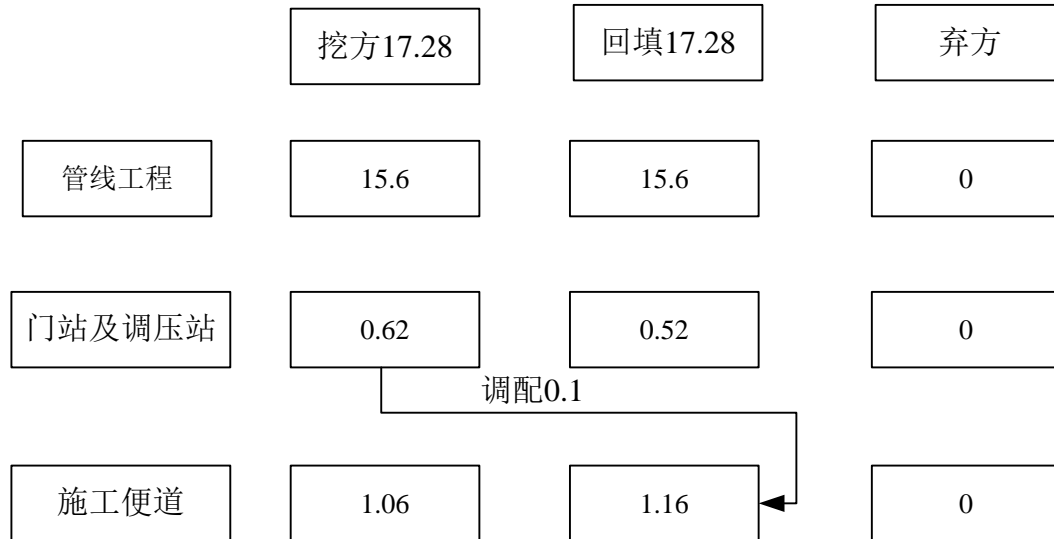 挖方17.28
回填17.28
弃方
管线工程
15.6
15.6
0
门站及调压站
0.62
0.52
0
调配0.1
施工便道
1.06
1.16
0